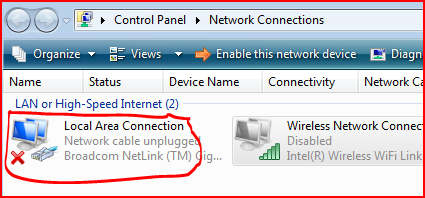 Control Panel Network Connections
Organize Views Enable this network device Diagn
Name Status Device Name Connectivity Network Ca
LAN or High-Speed Internet (2)
Local Area Connection Wireless Network Connec
Network cable unplugged Disabled
Broadcom NetLink (TM) Gig... Intel(R) Wireless WiFi Link